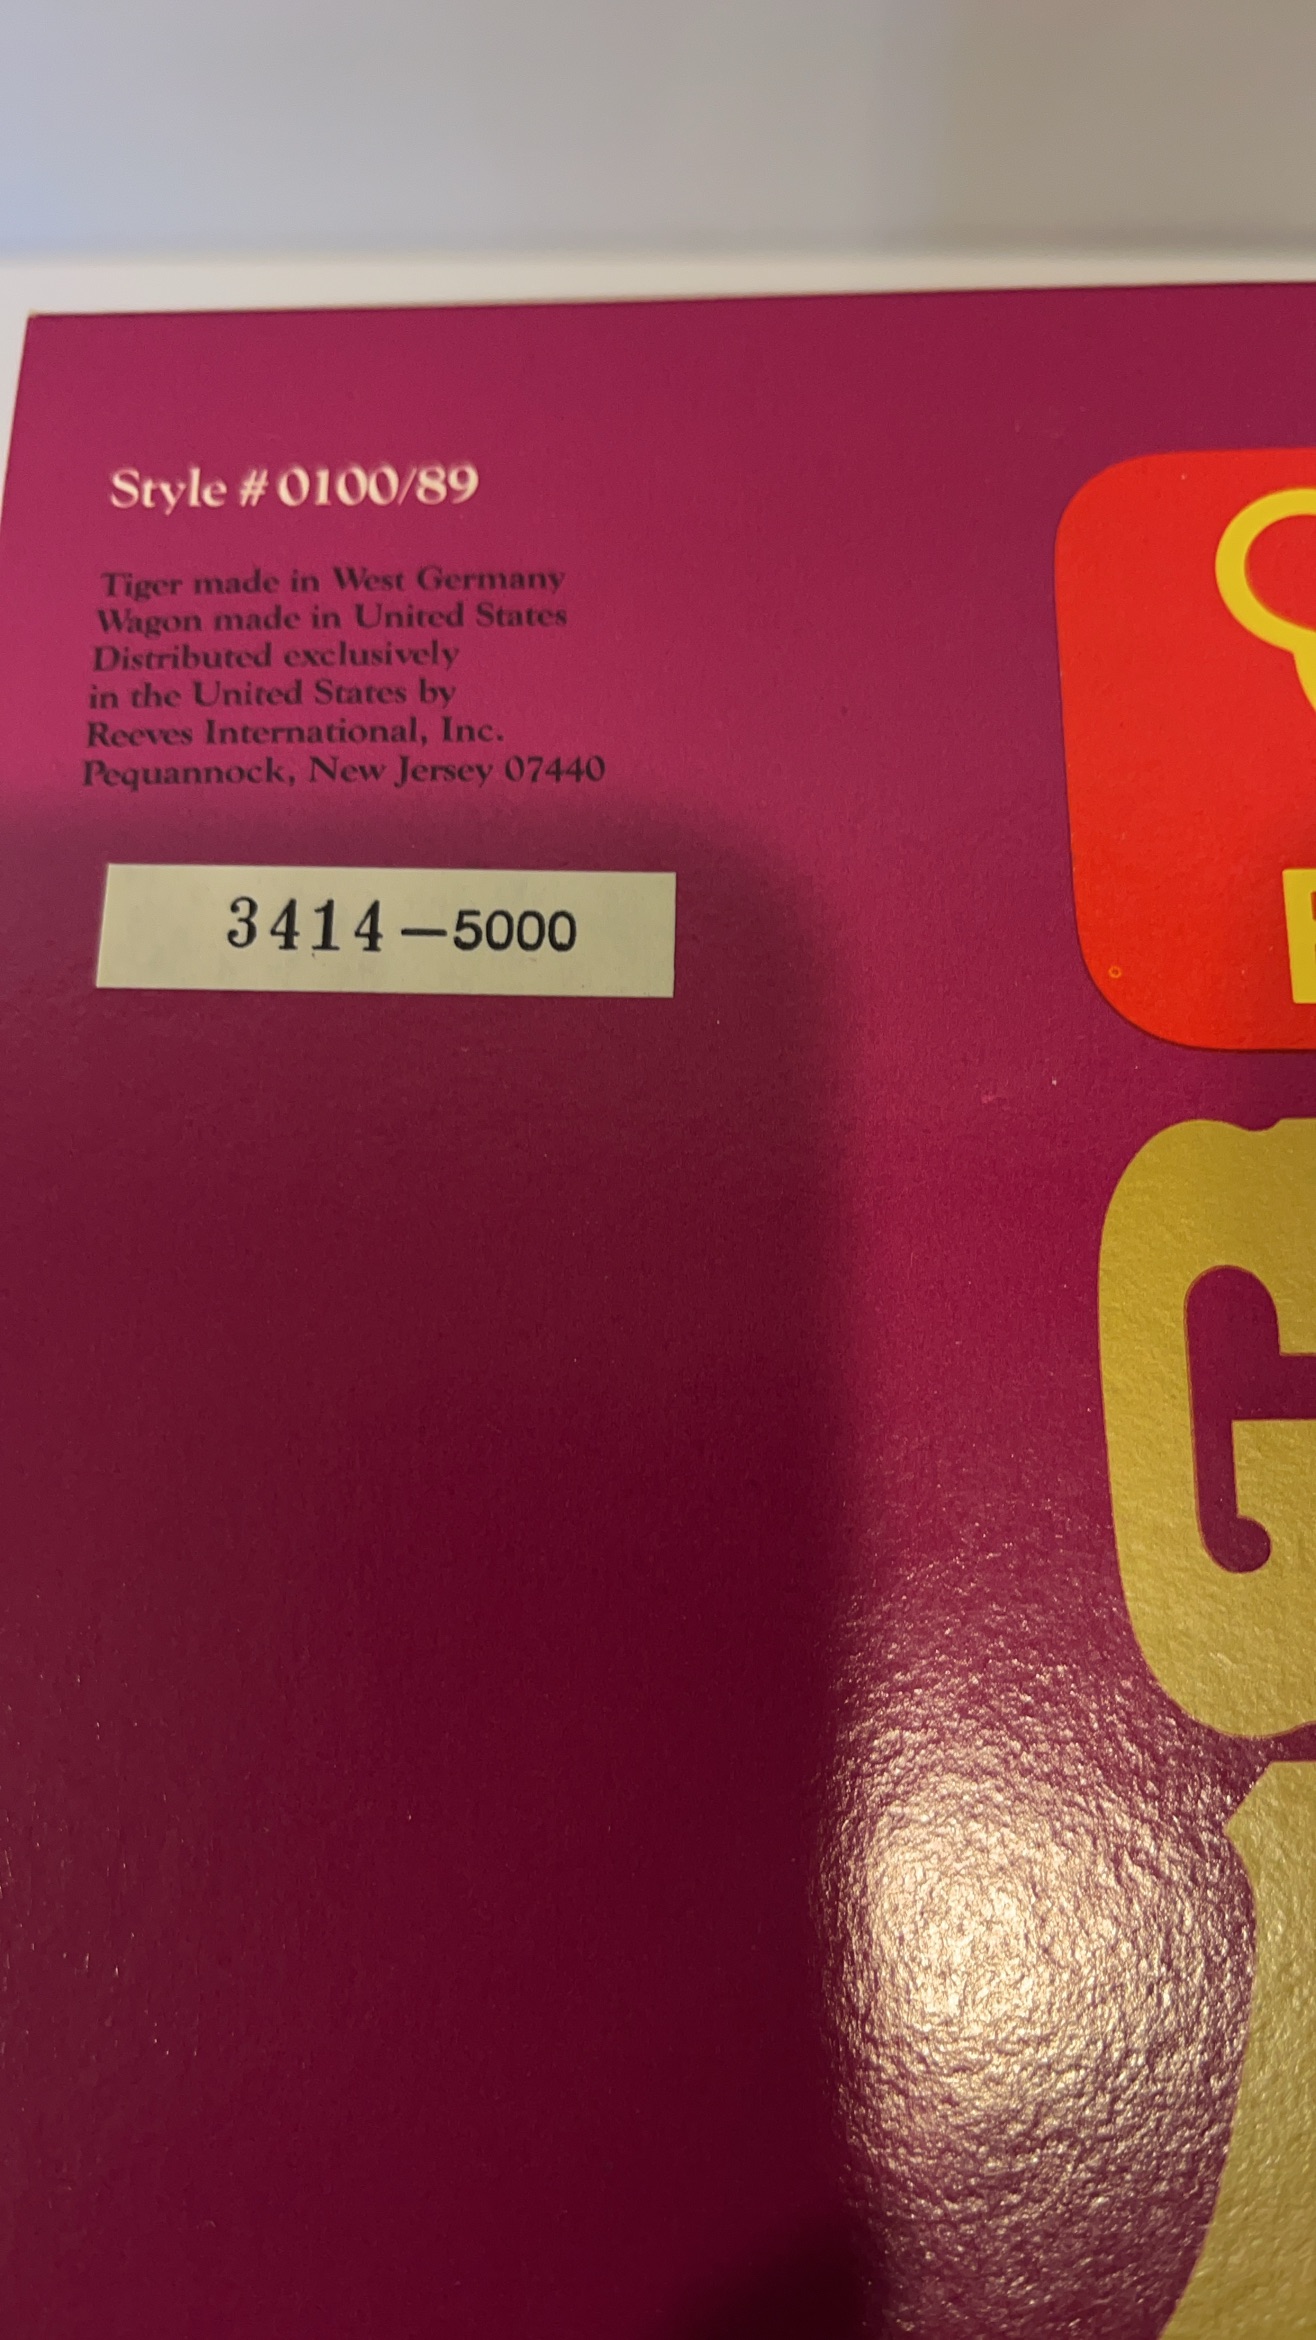 Style # 0100/89
Tiger made in West Germany
Wagon made in United States
Distributed exclusively
in the United States by
Reeves International, Inc.
Pequannock, New Jersey 07440
3414-5000
G